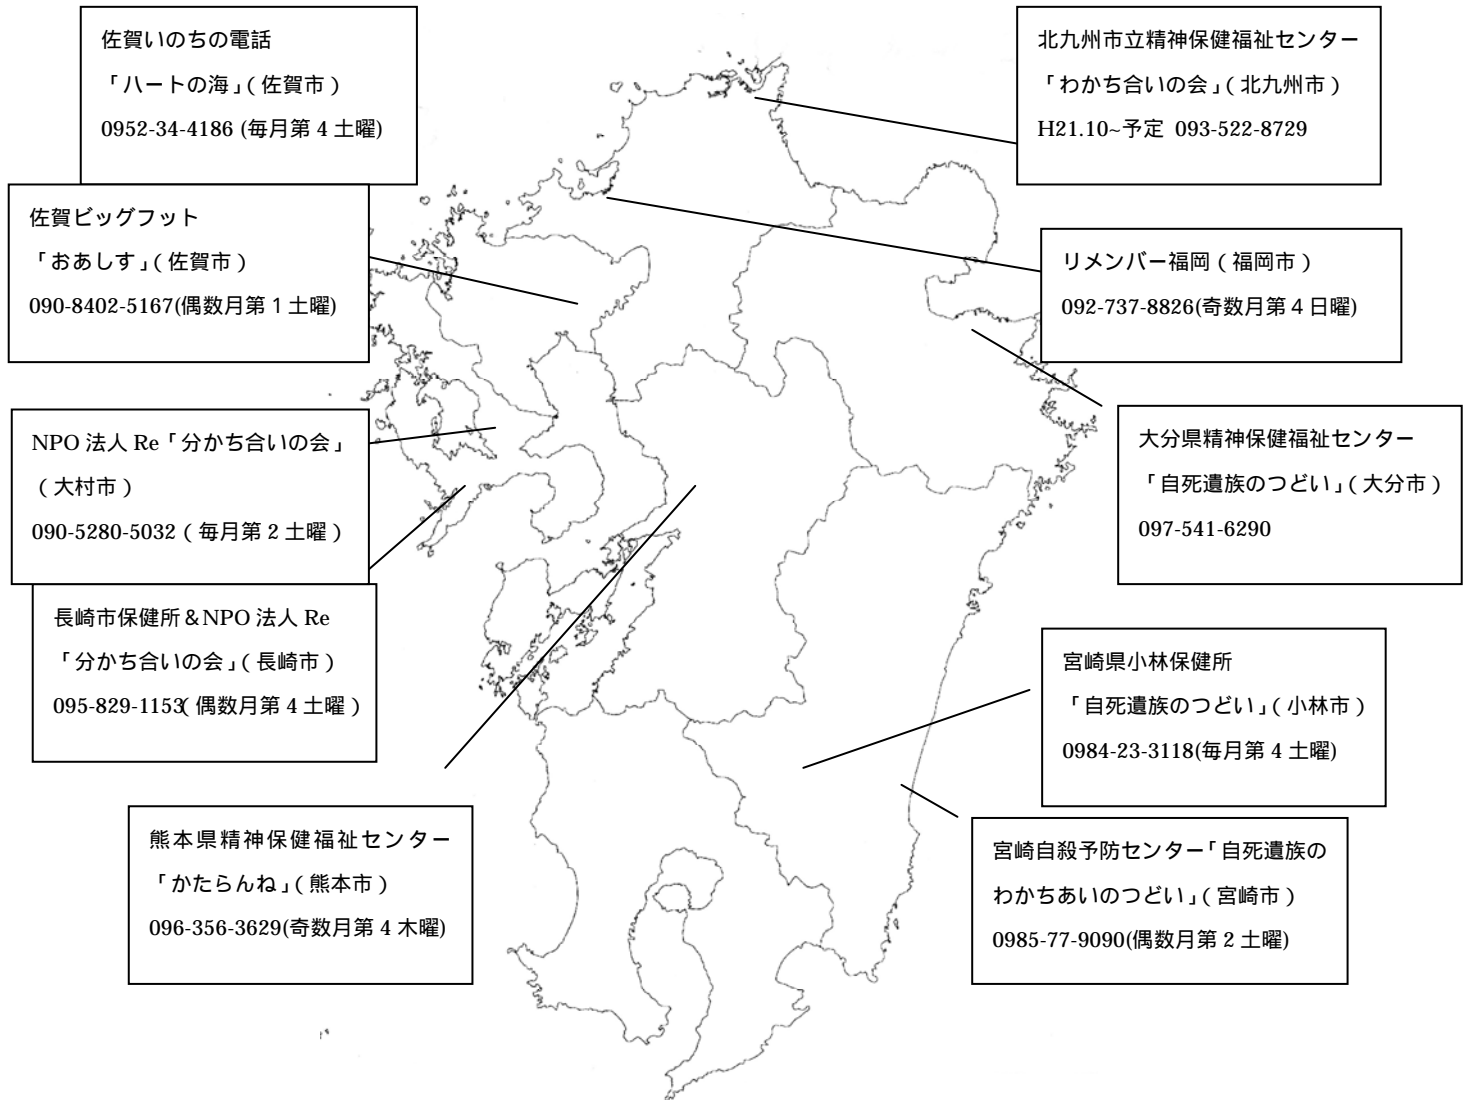 佐賀いのちの電話
「ハートの海」（佐賀市）
0952-34-4186 (毎月第４土曜)
佐賀ビッグフット
「おあしす」（佐賀市）
090-8402-5167(偶数月第１土曜)
NPO 法人 Re「分かち合いの会」
（大村市）
090-5280-5032（毎月第２土曜）
長崎市保健所＆NPO 法人 Re
「分かち合いの会」（長崎市）
095-829-1153（偶数月第４土曜）
熊本県精神保健福祉センター
「かたらんね」（熊本市）
096-356-3629(奇数月第４木曜)
北九州市立精神保健福祉センター
「わかち合いの会」（北九州市）
H21.10~予定 093-522-8729
リメンバー福岡（福岡市）
092-737-8826(奇数月第４日曜)
大分県精神保健福祉センター
「自死遺族のつどい」（大分市）
097-541-6290
宮崎県小林保健所
「自死遺族のつどい」（小林市）
0984-23-3118(毎月第４土曜)
宮崎自殺予防センター「自死遺族の
わかちあいのつどい」（宮崎市）
0985-77-9090(偶数月第２土曜)